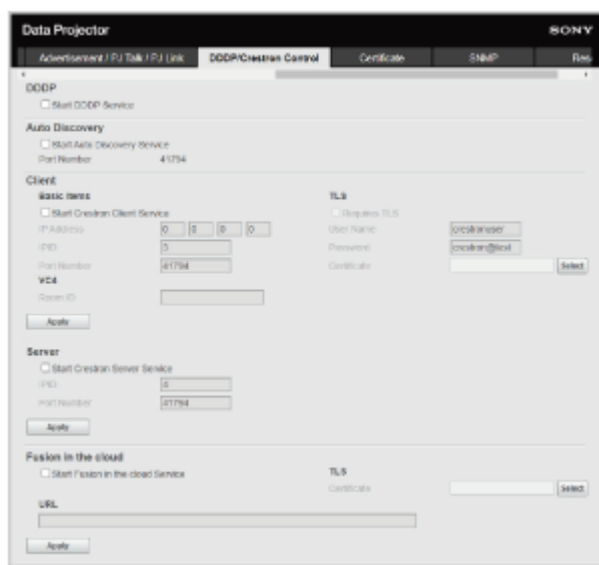 Data Projector SONY
Advertisement / PJ Talk / PJ Link DDDP/Crestron Control Certificate SNMP Res
DDDP
Start DDDP Service
Auto Discovery
Start Auto Discovery Service
Port Number 41794
Client
Basic Items TLS
Start Crestron Client Service Requires TLS
IP Address 0 0 0 0 User Name crestronuser
IPID 3 Password
Port Number 41794 Certificate Select
VC4
Room ID
Apply
Server
Start Crestron Server Service
IPID 4
Port Number 41794
Apply
Fusion in the cloud
Start Fusion in the cloud Service TLS
Certificate Select
URL
Apply